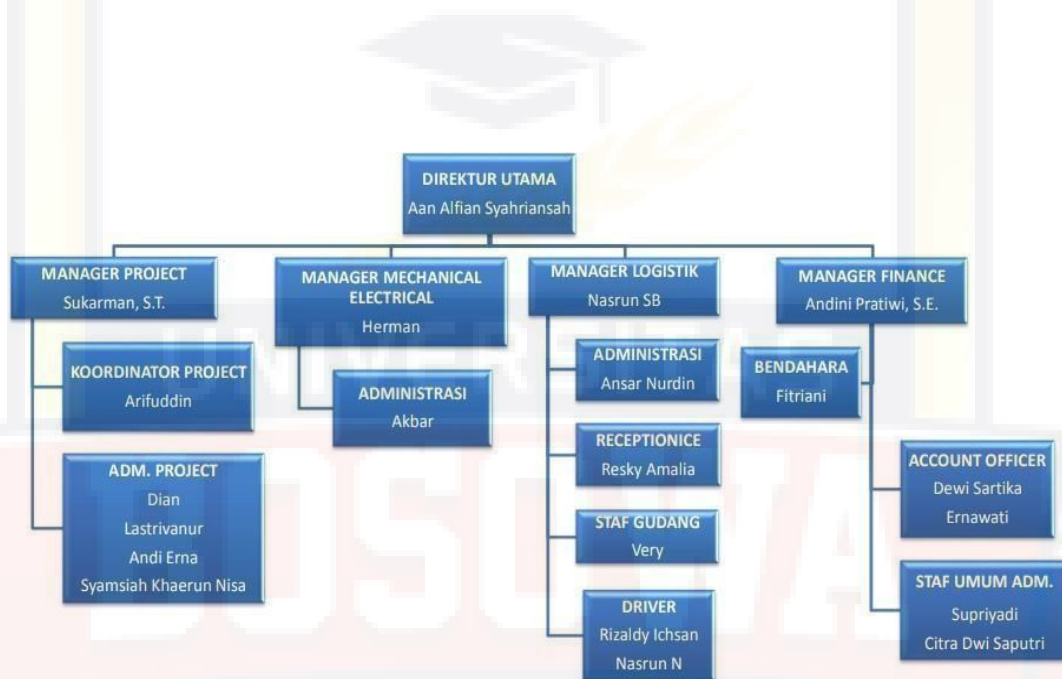 DIREKTUR UTAMA
Aan Alfian Syahriansah
MANAGER PROJECT
Sukarman, S.T.
KOORDINATOR PROJECT
Arifuddin
ADM. PROJECT
Dian
Lastrivanur
Andi Erna
Syamsiah Khaerun Nisa
MANAGER MECHANICAL
ELECTRICAL
Herman
ADMINISTRASI
Akbar
MANAGER LOGISTIK
Nasrun SB
ADMINISTRASI
Ansar Nurdin
RECEPTIONICE
Resky Amalia
STAF GUDANG
Very
DRIVER
Rizaldy Ichsan
Nasrun N
MANAGER FINANCE
Andini Pratiwi, S.E.
BENDAHARA
Fitriani
ACCOUNT OFFICER
Dewi Sartika
Ernawati
STAF UMUM ADM.
Supriyadi
Citra Dwi Saputri
UNIVERSITAS
BOSOWA